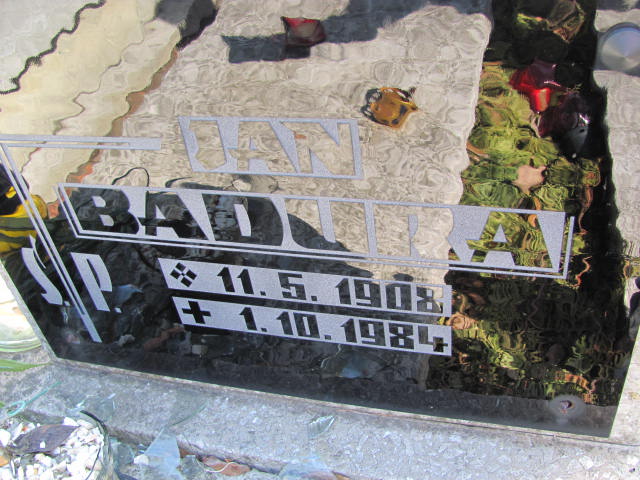 JAN
BADURA
Ś.P.
11. 5. 1908
+ 1. 10. 1984